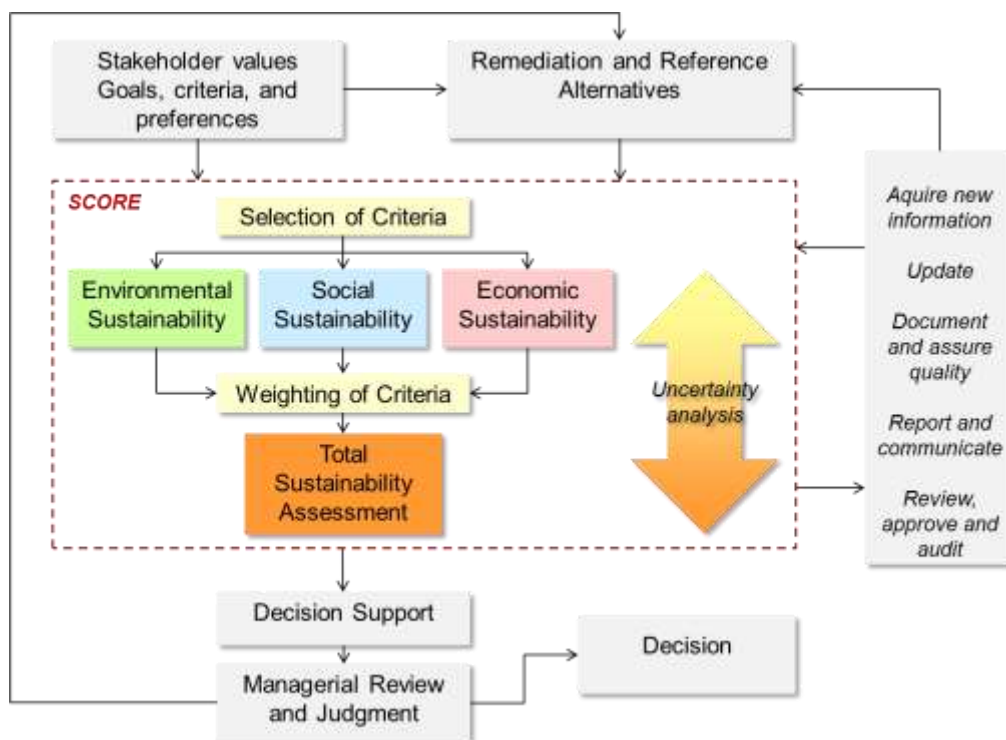 Stakeholder values
Goals, criteria, and
preferences
Remediation and Reference
Alternatives
SCORE
Selection of Criteria
Environmental
Sustainability
Social
Sustainability
Economic
Sustainability
Weighting of Criteria
Total
Sustainability
Assessment
Uncertainty
analysis
Aquire new
information
Update
Document
and assure
quality
Report and
communicate
Review,
approve and
audit
Decision Support
Managerial Review
and Judgment
Decision